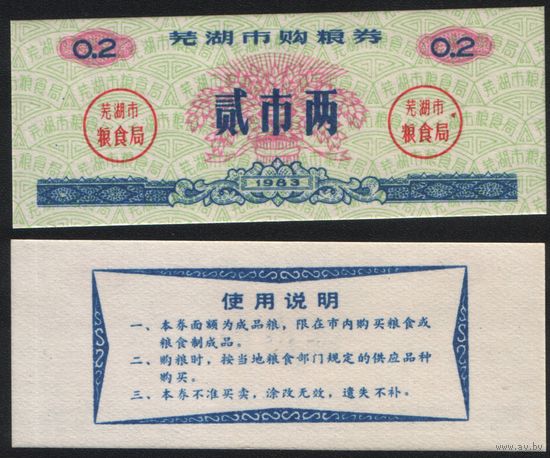 0.2 芜湖市购粮券 0.2
芜湖市
粮食局
贰市两
芜湖市
粮食局
1983
使用说明
一、本券面额为成品粮，限在市内购买粮食或
粮食制成品。
二、购粮时，按当地粮食部门规定的供应品种
购买。
三、本券不准买卖，涂改无效，遗失不补。
www.av.by